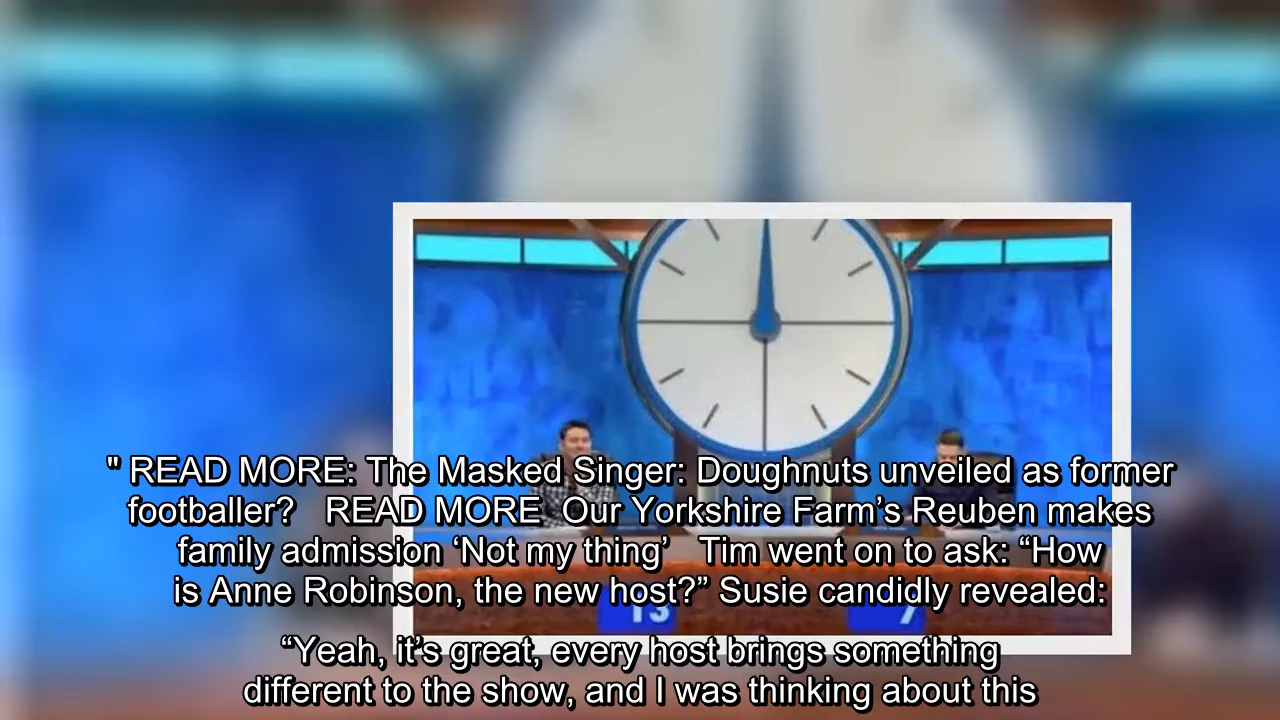 " READ MORE: The Masked Singer: Doughnuts unveiled as former
footballer?   READ MORE  Our Yorkshire Farm’s Reuben makes
family admission ‘Not my thing’   Tim went on to ask: “How
is Anne Robinson, the new host?” Susie candidly revealed:
13
7
“Yeah, it’s great, every host brings something
different to the show, and I was thinking about this